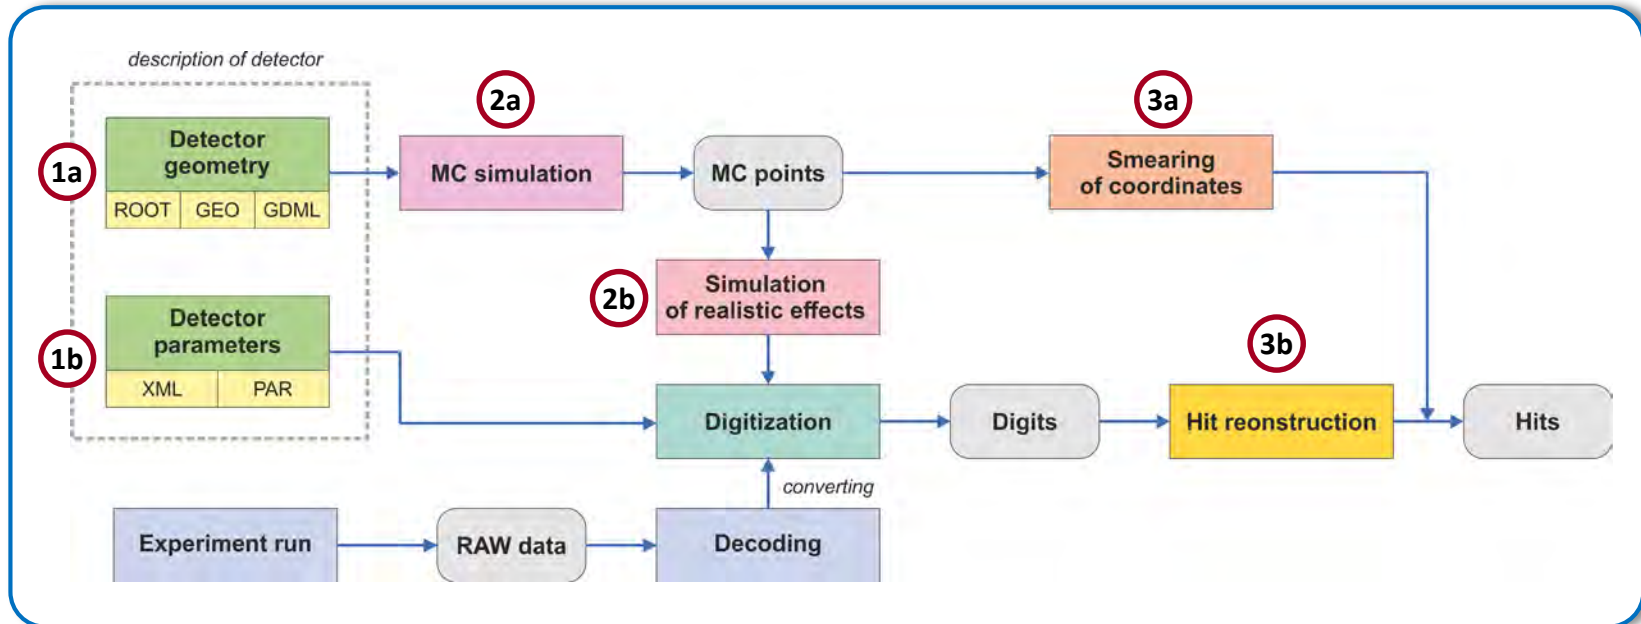 description of detector
2a
3a
1a
Detector
geometry
ROOT GEO GDML
MC simulation
MC points
Smearing
of coordinates
2b
Simulation
of realistic effects
1b
Detector
parameters
XML PAR
3b
Digitization
Digits
Hit reconstruction
Hits
converting
Experiment run
RAW data
Decoding